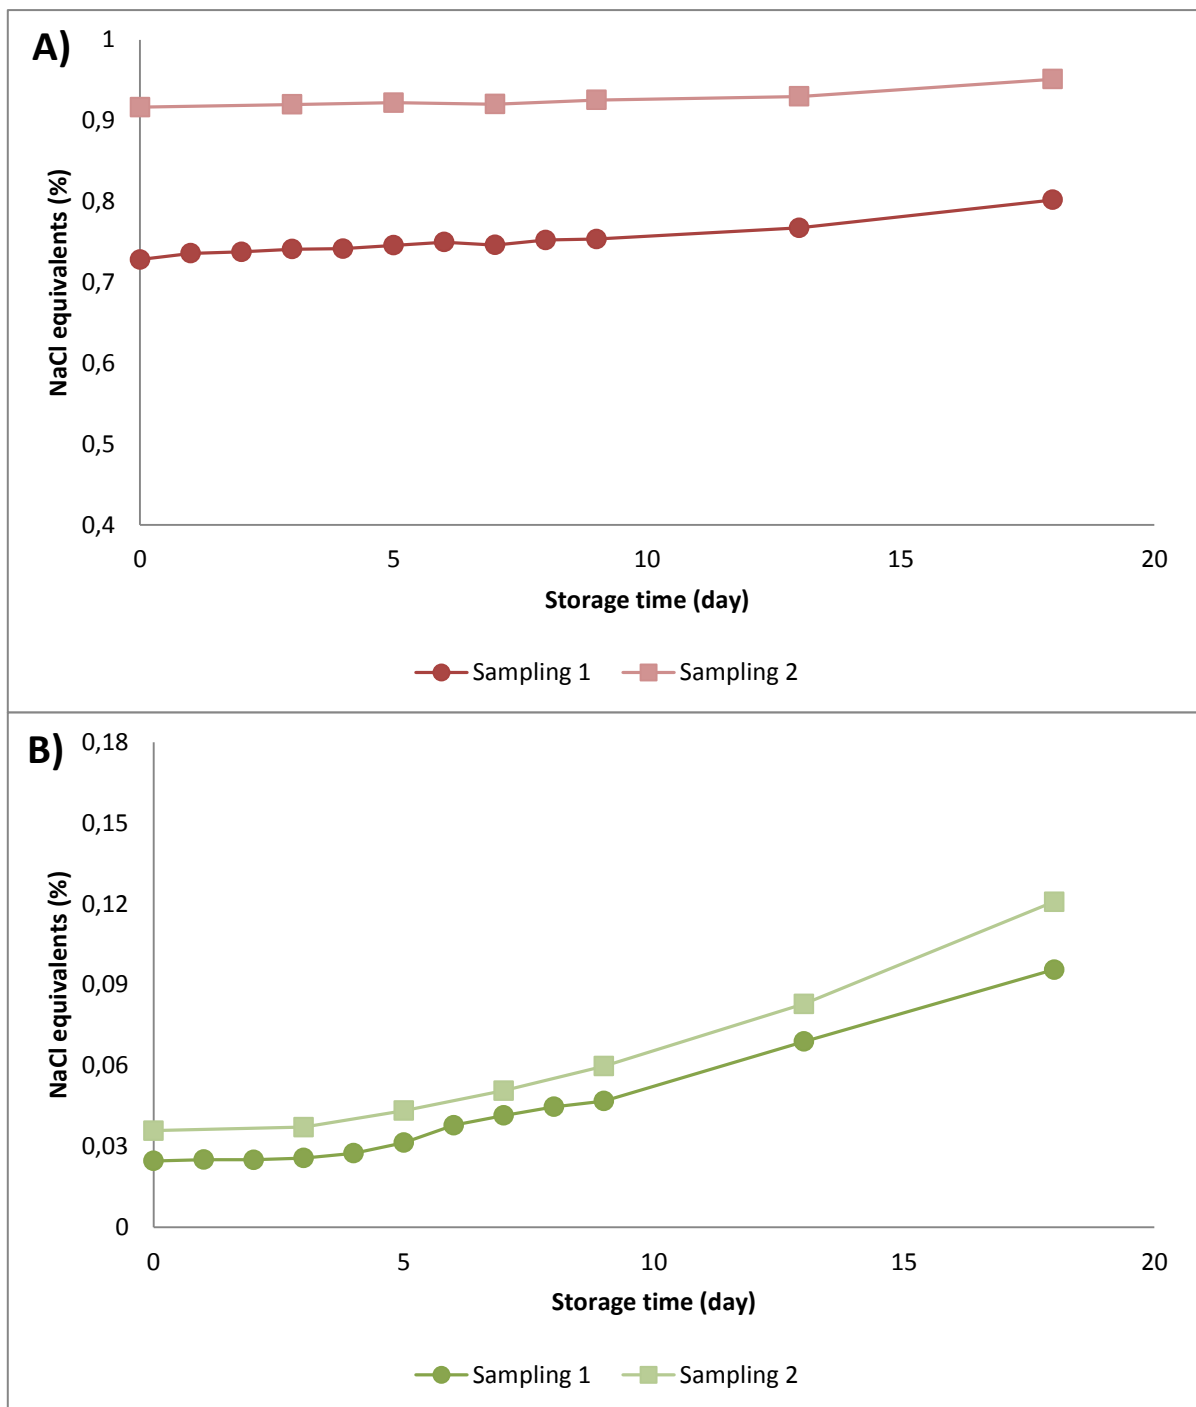 A)
1
0,9
0,8
0,7
0,6
0,5
0,4
NaCl equivalents (%)
0 5 10 15 20
Storage time (day)
Sampling 1 Sampling 2
B)
0,18
0,15
0,12
0,09
0,06
0,03
0
NaCl equivalents (%)
0 5 10 15 20
Storage time (day)
Sampling 1 Sampling 2